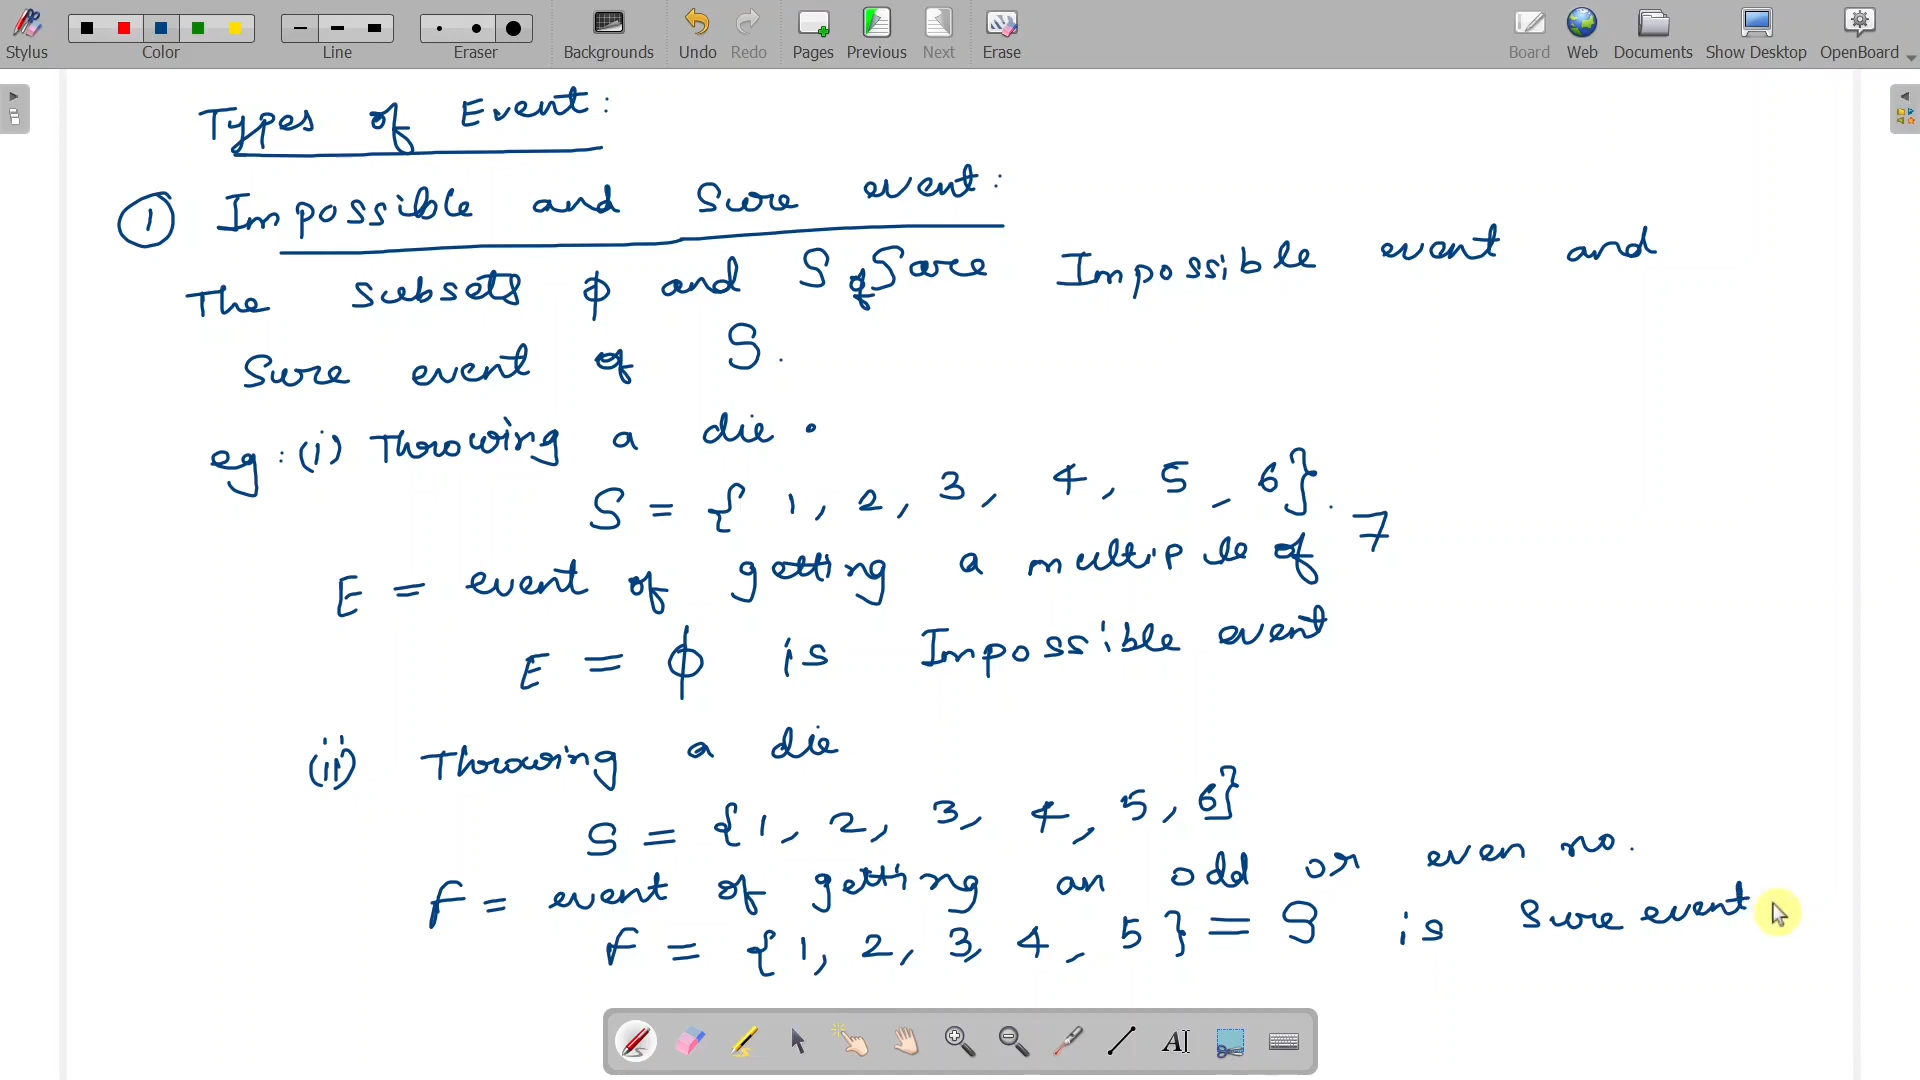 Stylus Color Line Eraser Backgrounds Undo Redo Pages Previous Next Erase Board Web Documents Show Desktop OpenBoard
Types of Event:
① Impossible and Sure event:
The subsets ϕ and S of S are Impossible event and
Sure event of S.
eg: (i) Throwing a die.
S = { 1, 2, 3, 4, 5, 6}.
E = event of getting a multiple of 7
E = ϕ is Impossible event
(ii) Throwing a die
S = {1, 2, 3, 4, 5, 6}
F = event of getting an odd or even no.
F = {1, 2, 3, 4, 5 } = S is Sure event